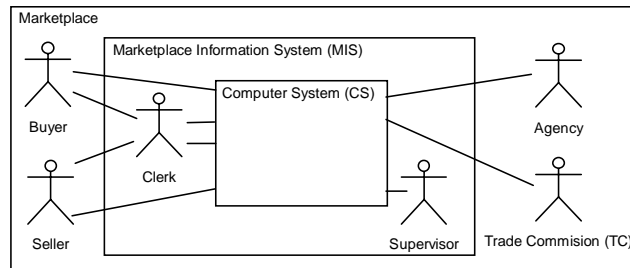 Marketplace
Marketplace Information System (MIS)
Computer System (CS)
Buyer
Clerk
Agency
Seller
Supervisor
Trade Commision (TC)